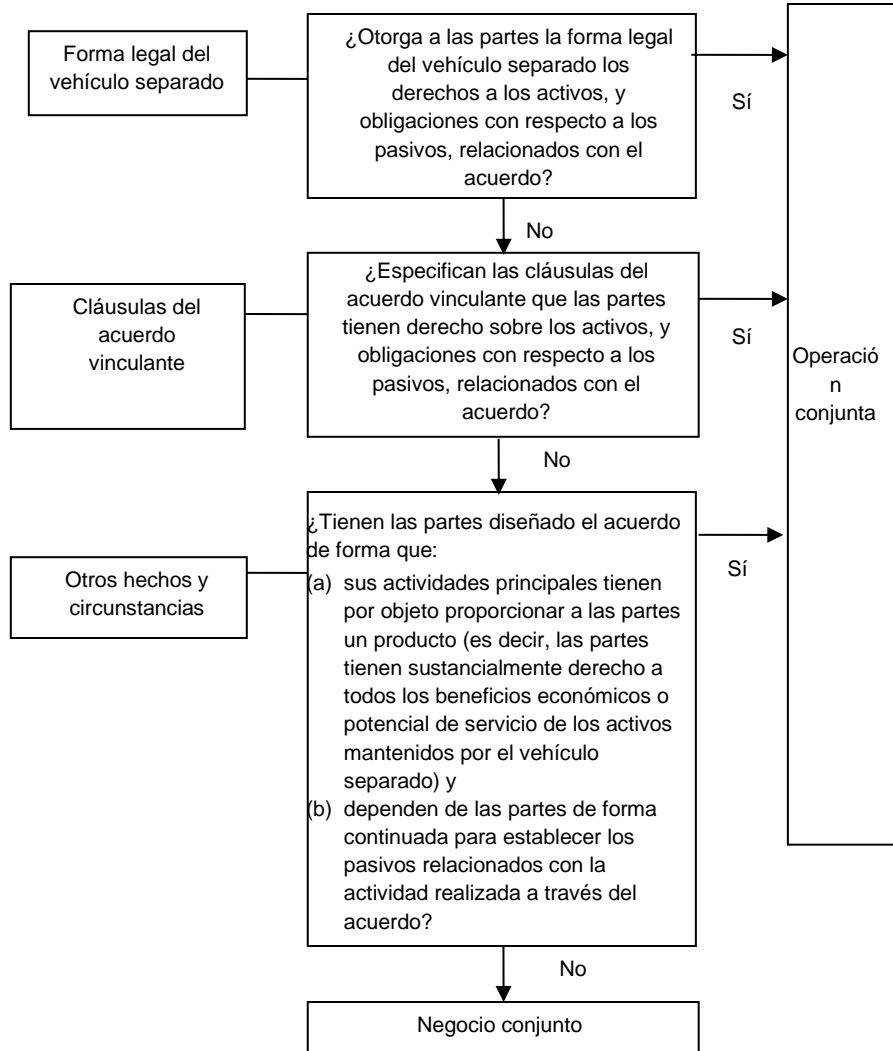 Forma legal del
vehículo separado
¿Otorga a las partes la forma legal
del vehículo separado los
derechos a los activos, y
obligaciones con respecto a los
pasivos, relacionados con el
acuerdo?
Sí
No
Cláusulas del
acuerdo
vinculante
¿Especifican las cláusulas del
acuerdo vinculante que las partes
tienen derecho sobre los activos, y
obligaciones con respecto a los
pasivos, relacionados con el
acuerdo?
Sí
Operació
n
conjunta
No
Otros hechos y
circunstancias
¿Tienen las partes diseñado el acuerdo
de forma que:
(a) sus actividades principales tienen
por objeto proporcionar a las partes
un producto (es decir, las partes
tienen sustancialmente derecho a
todos los beneficios económicos o
potencial de servicio de los activos
mantenidos por el vehículo
separado) y
(b) dependen de las partes de forma
continuada para establecer los
pasivos relacionados con la
actividad realizada a través del
acuerdo?
Sí
No
Negocio conjunto